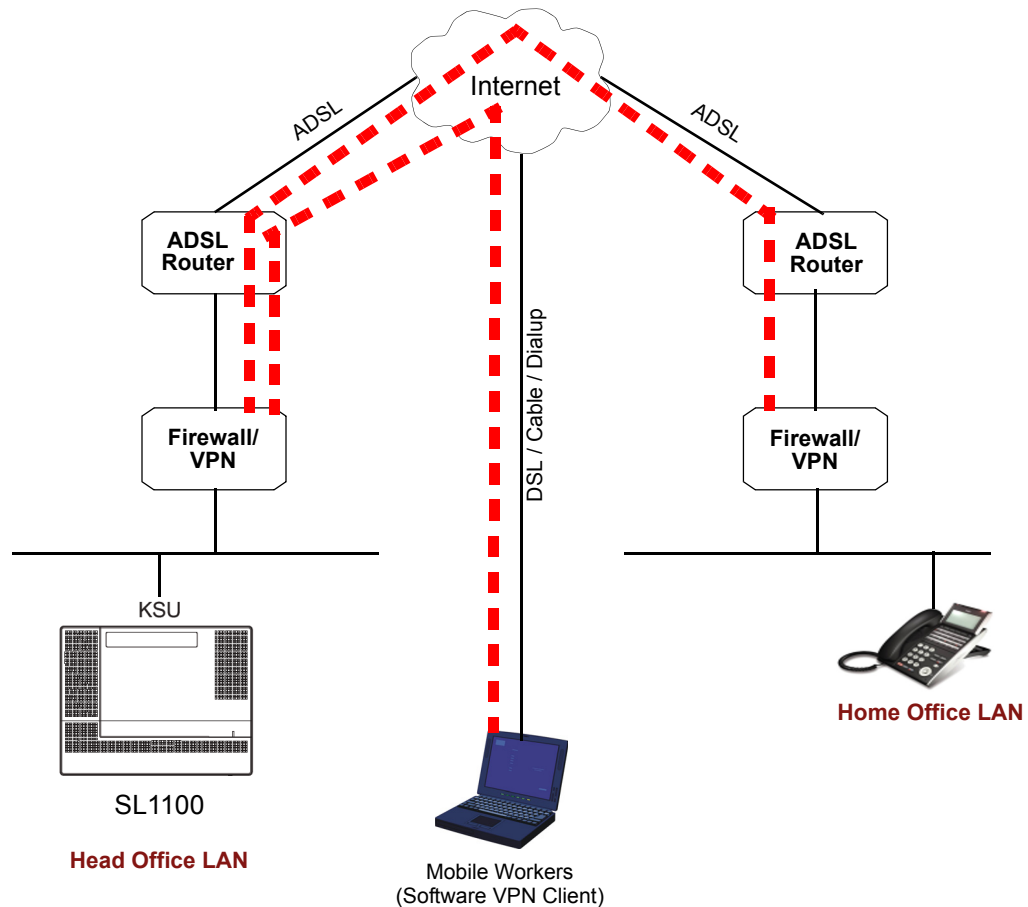 Internet
ADSL
ADSL
ADSL
Router
ADSL
Router
DSL / Cable / Dialup
Firewall/
VPN
Firewall/
VPN
KSU
SL1100
Head Office LAN
Home Office LAN
Mobile Workers
(Software VPN Client)